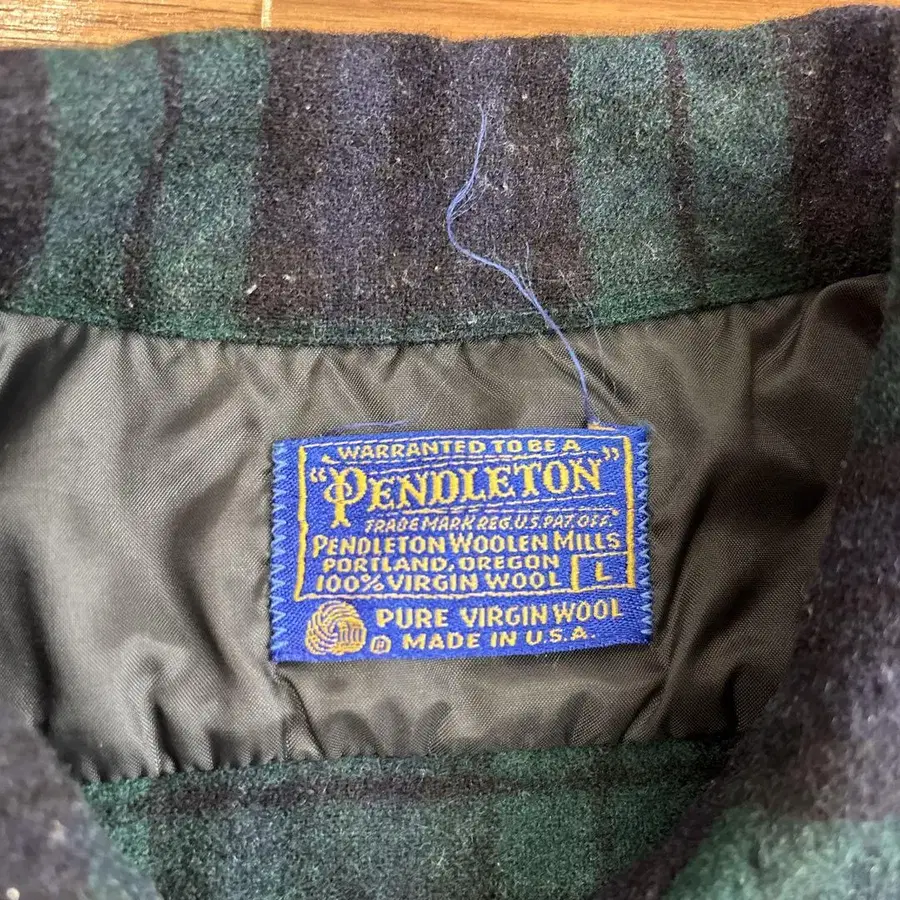 WARRANTED TO BE A
"PENDLETON"
TRADE MARK REG. U.S. PAT. OFF.
PENDLETON WOOLEN MILLS
PORTLAND, OREGON
100% VIRGIN WOOL L
PURE VIRGIN WOOL
MADE IN U.S.A.